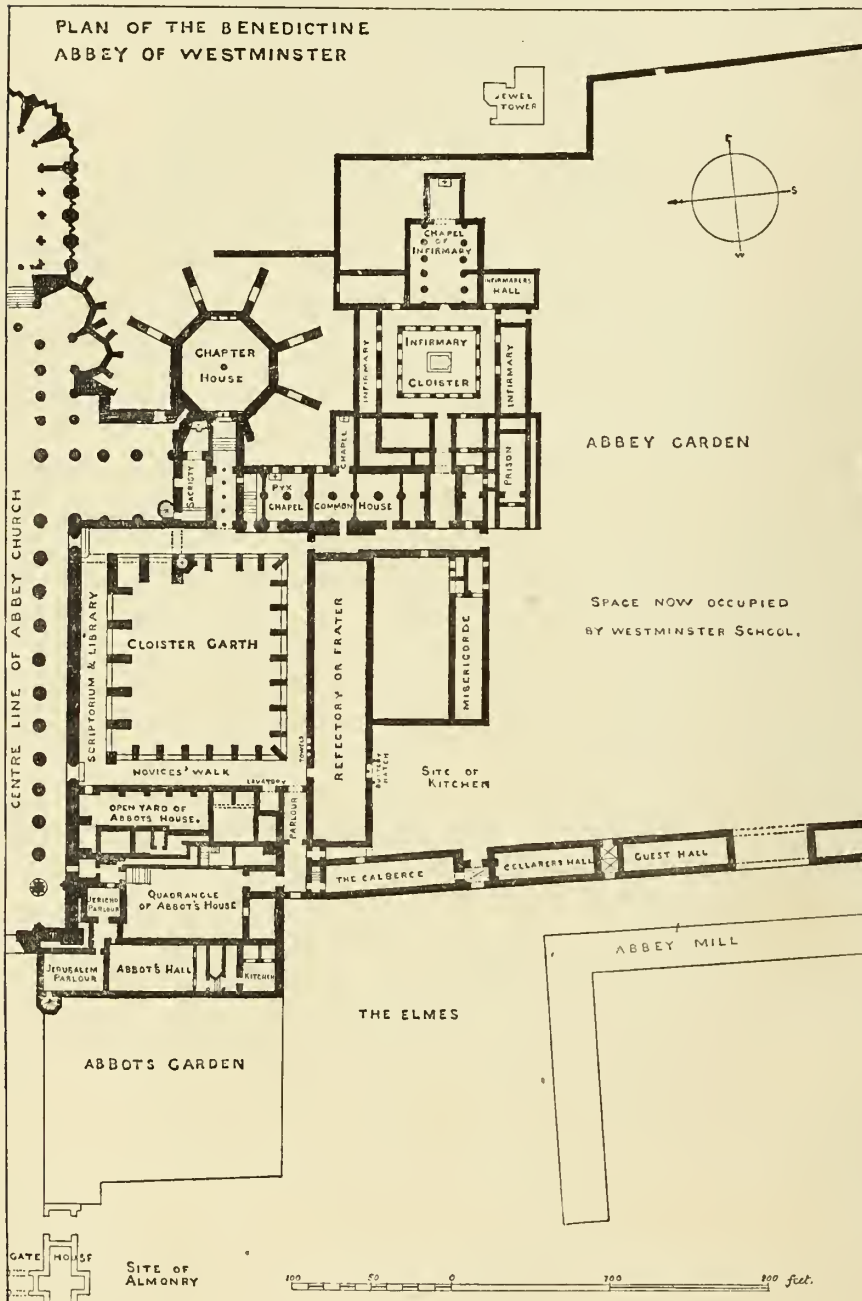 PLAN OF THE BENEDICTINE
ABBEY OF WESTMINSTER
JEWEL
TOWER
E
S
W
CHAPEL
OF
INFIRMARY
INFIRMARERS
HALL
CHAPTER
HOUSE
INFIRMARY
INFIRMARY
CLOISTER
INFIRMARY
ABBEY GARDEN
CHAPEL
PRISON
SACRISTY
PYX
CHAPEL
COMMON HOUSE
CENTRE LINE OF ABBEY CHURCH
SCRIPTORIUM & LIBRARY
CLOISTER GARTH
REFECTORY OR FRATER
MISERICORDE
SPACE NOW OCCUPIED
BY WESTMINSTER SCHOOL.
TOWELS
NOVICES' WALK
LAVATORY
BUTTERY
HATCH
SITE OF
KITCHEN
OPEN YARD OF
ABBOTS HOUSE.
PARLOUR
THE CALBERGE
CELLARERS HALL
GUEST HALL
JERICHO
PARLOUR
QUADRANGLE
OF ABBOT'S HOUSE
ABBEY MILL
JERUSALEM
PARLOUR
ABBOT'S HALL
KITCHEN
THE ELMES
ABBOTS GARDEN
GATE HOUSE
SITE OF
ALMONRY
100 50 0 100 200 feet.